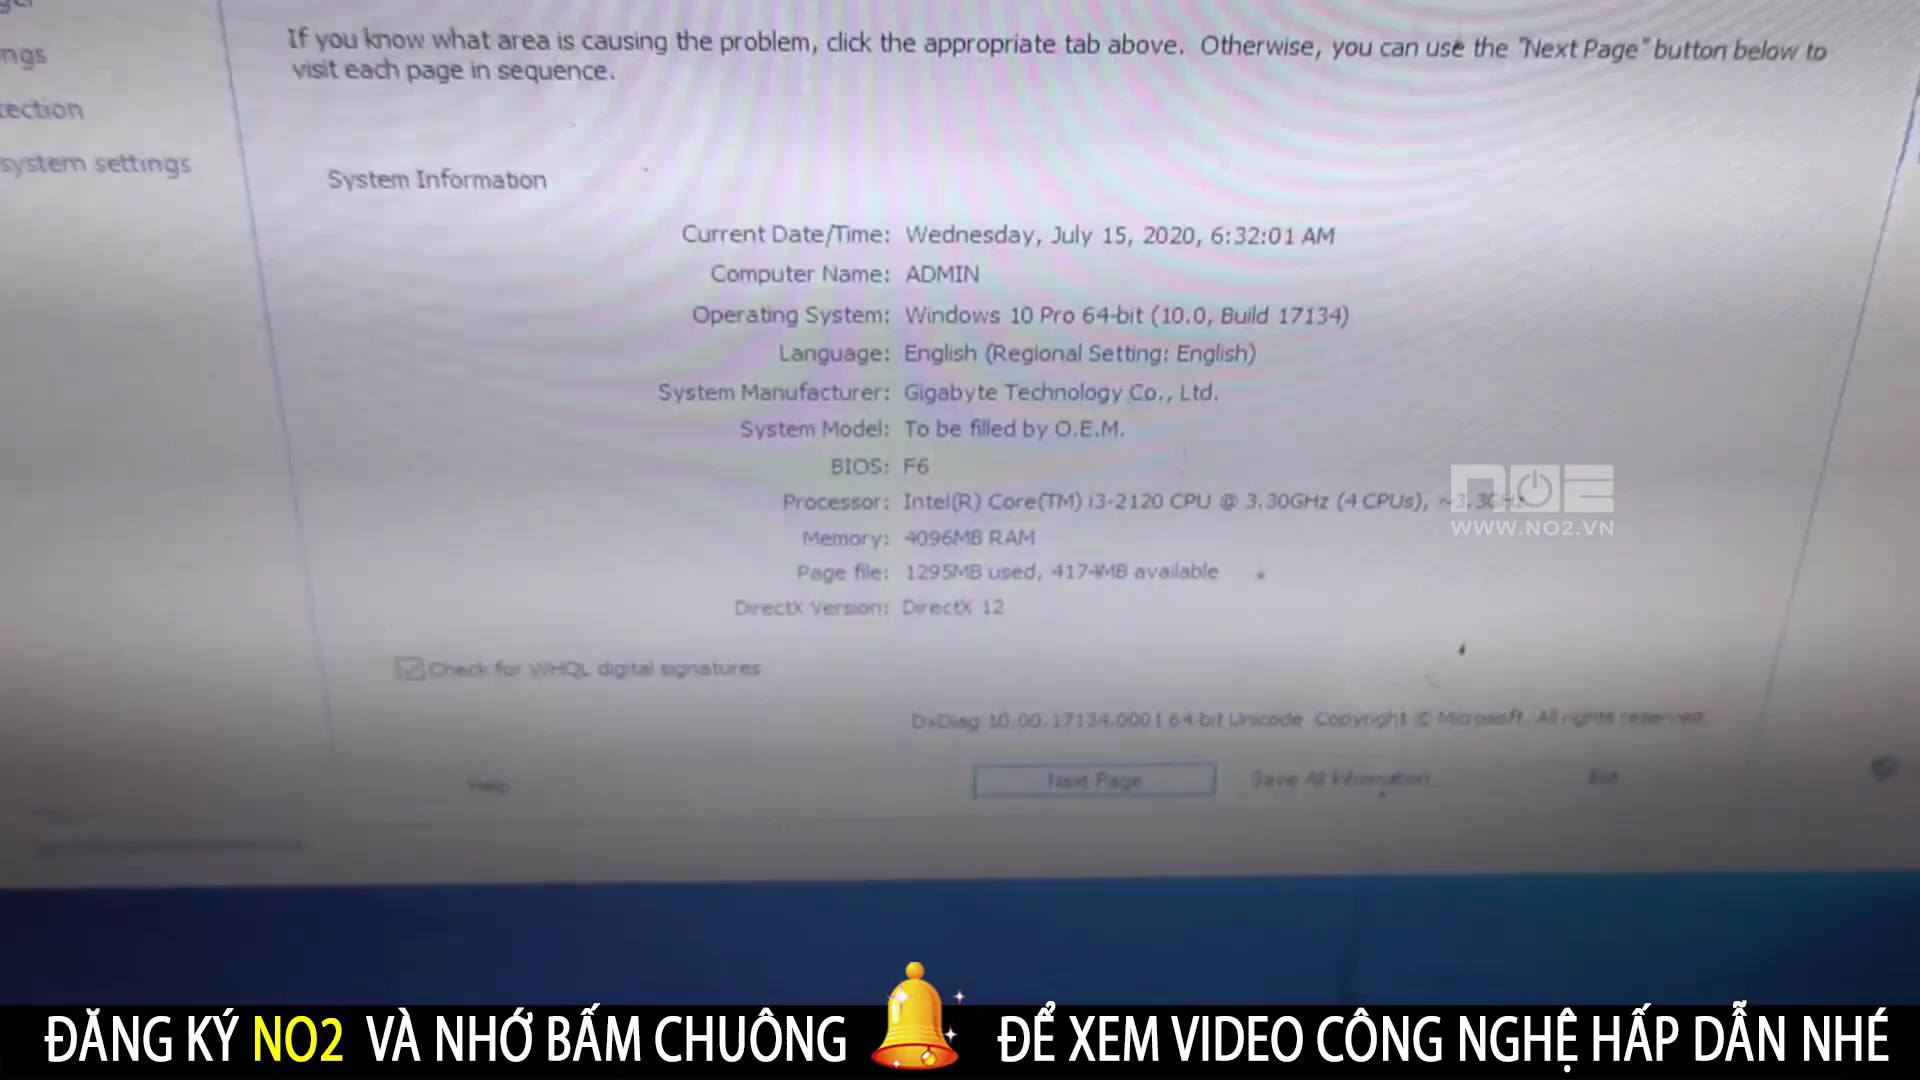 ngs
ection
system settings
If you know what area is causing the problem, click the appropriate tab above. Otherwise, you can use the "Next Page" button below to
visit each page in sequence.
System Information
Current Date/Time: Wednesday, July 15, 2020, 6:32:01 AM
Computer Name: ADMIN
Operating System: Windows 10 Pro 64-bit (10.0, Build 17134)
Language: English (Regional Setting: English)
System Manufacturer: Gigabyte Technology Co., Ltd.
System Model: To be filled by O.E.M.
BIOS: F6
Processor: Intel(R) Core(TM) i3-2120 CPU @ 3.30GHz (4 CPUs), ~3.3GHz
Memory: 4096MB RAM
Page file: 1295MB used, 4174MB available
DirectX Version: DirectX 12
NO2
WWW.NO2.VN
Check for WHQL digital signatures
DxDiag 10.00.17134.0001 64-bit Unicode Copyright © Microsoft. All rights reserved.
Help
Next Page
Save All Information...
Exit
ĐĂNG KÝ NO2 VÀ NHỚ BẤM CHUÔNG ĐỂ XEM VIDEO CÔNG NGHỆ HẤP DẪN NHÉ